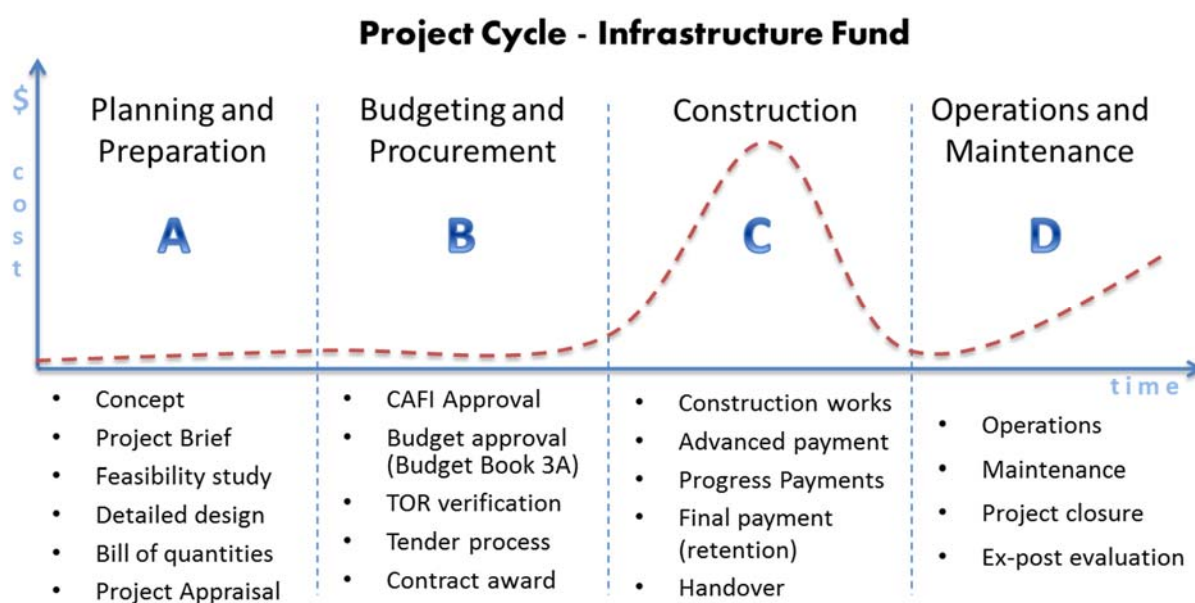 Project Cycle - Infrastructure Fund
$
cost
Planning and
Preparation
A
Budgeting and
Procurement
B
Construction
C
Operations and
Maintenance
D
time
• Concept
• Project Brief
• Feasibility study
• Detailed design
• Bill of quantities
• Project Appraisal
• CAFI Approval
• Budget approval
(Budget Book 3A)
• TOR verification
• Tender process
• Contract award
• Construction works
• Advanced payment
• Progress Payments
• Final payment
(retention)
• Handover
• Operations
• Maintenance
• Project closure
• Ex-post evaluation